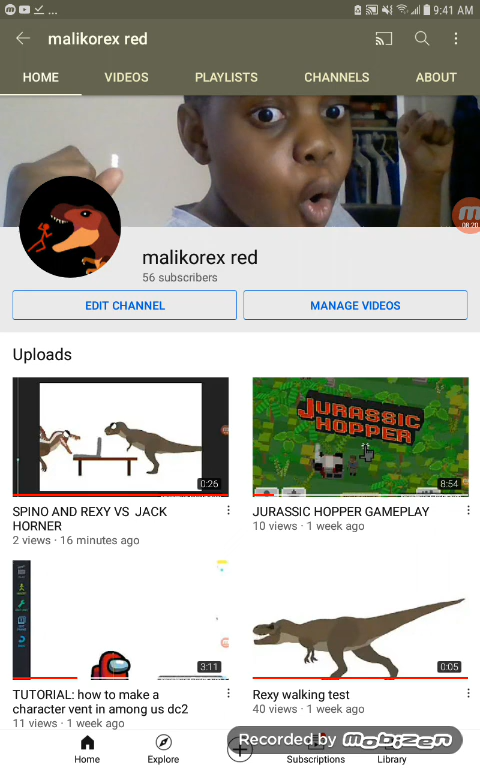 ... 9:41 AM
malikorex red
HOME VIDEOS PLAYLISTS CHANNELS ABOUT
08:20
malikorex red
56 subscribers
EDIT CHANNEL MANAGE VIDEOS
Uploads
0:26
JURASSIC
HOPPER
8:54
SPINO AND REXY VS JACK
HORNER
2 views · 16 minutes ago
JURASSIC HOPPER GAMEPLAY
10 views · 1 week ago
3:11
0:05
TUTORIAL: how to make a
character vent in among us dc2
11 views · 1 week ago
Rexy walking test
40 views · 1 week ago
Recorded by mobizen
Home Explore Subscriptions Library